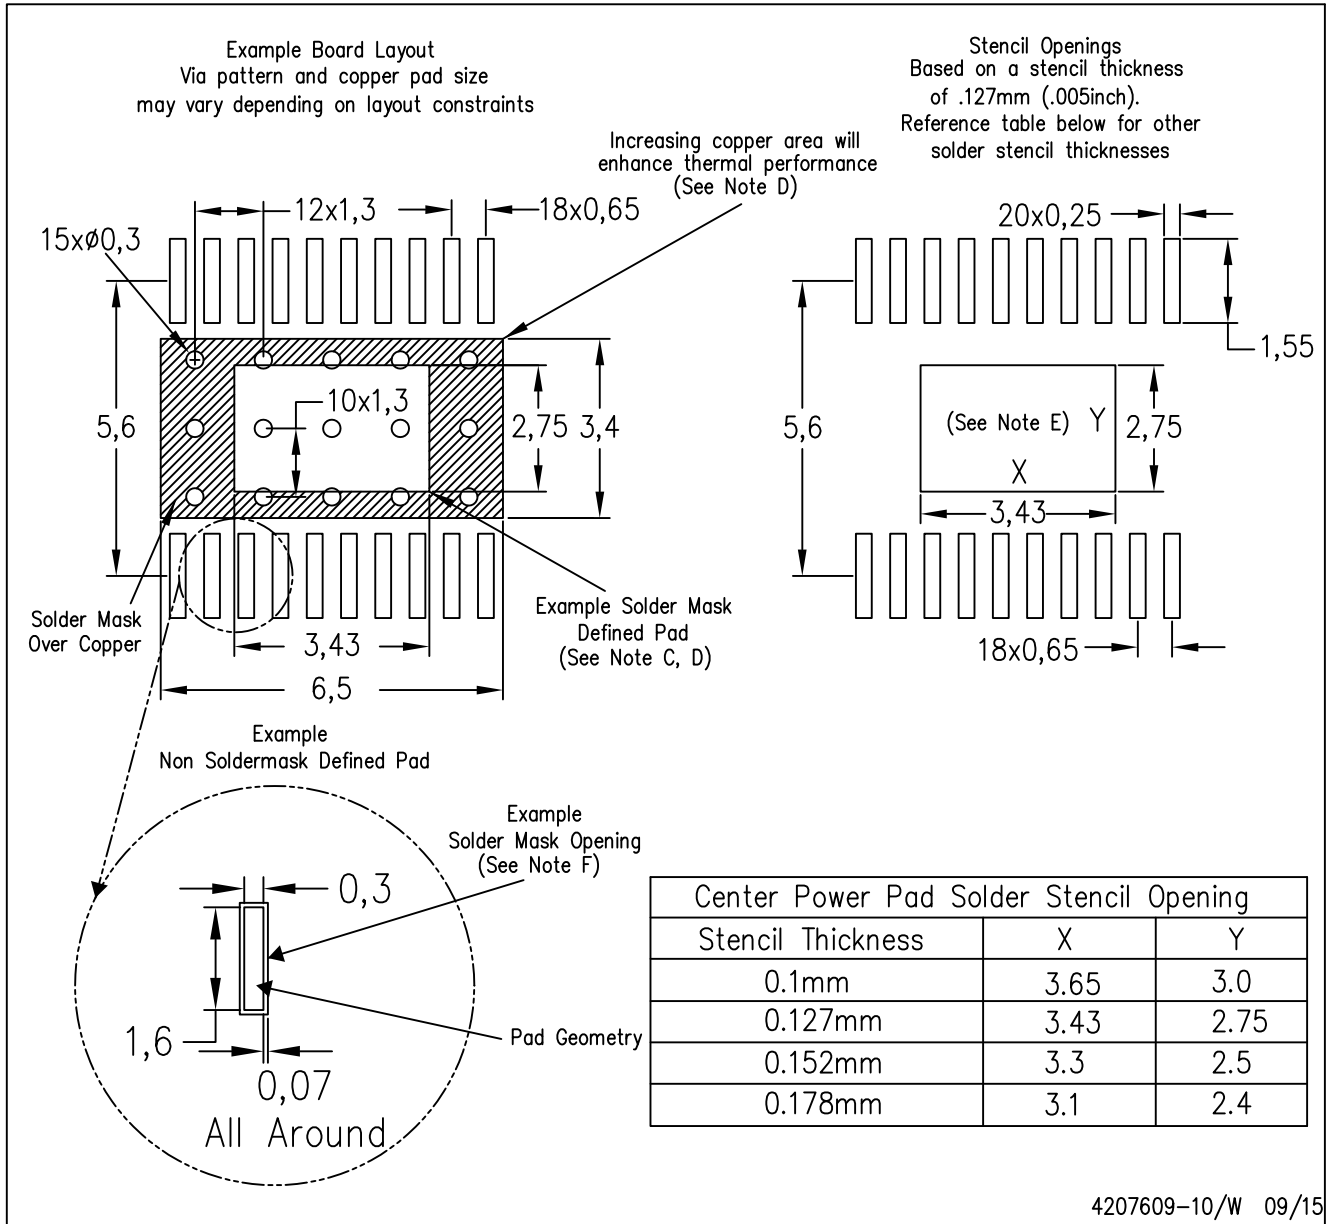 Example Board Layout
Via pattern and copper pad size
may vary depending on layout constraints
Stencil Openings
Based on a stencil thickness
of .127mm (.005inch).
Reference table below for other
solder stencil thicknesses
Increasing copper area will
enhance thermal performance
(See Note D)
12x1,3
18x0,65
15xø0,3
5,6
10x1,3
2,75
3,4
Solder Mask
Over Copper
3,43
6,5
Example Solder Mask
Defined Pad
(See Note C, D)
20x0,25
1,55
5,6
(See Note E)
Y
X
2,75
3,43
18x0,65
Example
Non Soldermask Defined Pad
Example
Solder Mask Opening
(See Note F)
0,3
1,6
Pad Geometry
0,07
All Around
Center Power Pad Solder Stencil Opening
Stencil Thickness X Y
0.1mm 3.65 3.0
0.127mm 3.43 2.75
0.152mm 3.3 2.5
0.178mm 3.1 2.4
4207609-10/W 09/15